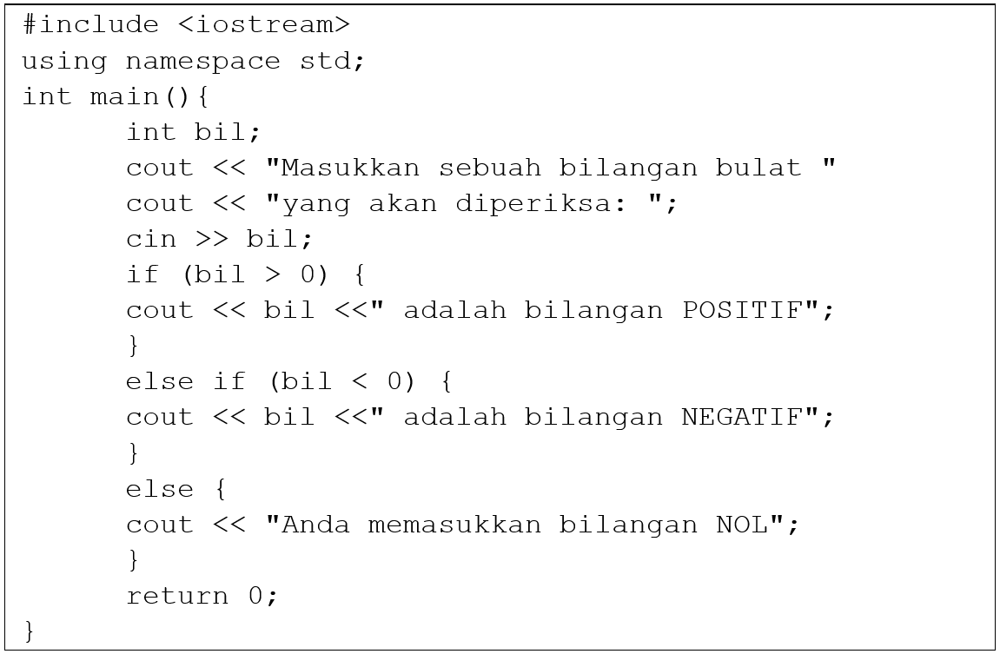 #include <iostream>
using namespace std;
int main(){
int bil;
cout << "Masukkan sebuah bilangan bulat "
cout << "yang akan diperiksa: ";
cin >> bil;
if (bil > 0) {
cout << bil <<" adalah bilangan POSITIF";
}
else if (bil < 0) {
cout << bil <<" adalah bilangan NEGATIF";
}
else {
cout << "Anda memasukkan bilangan NOL";
}
return 0;
}